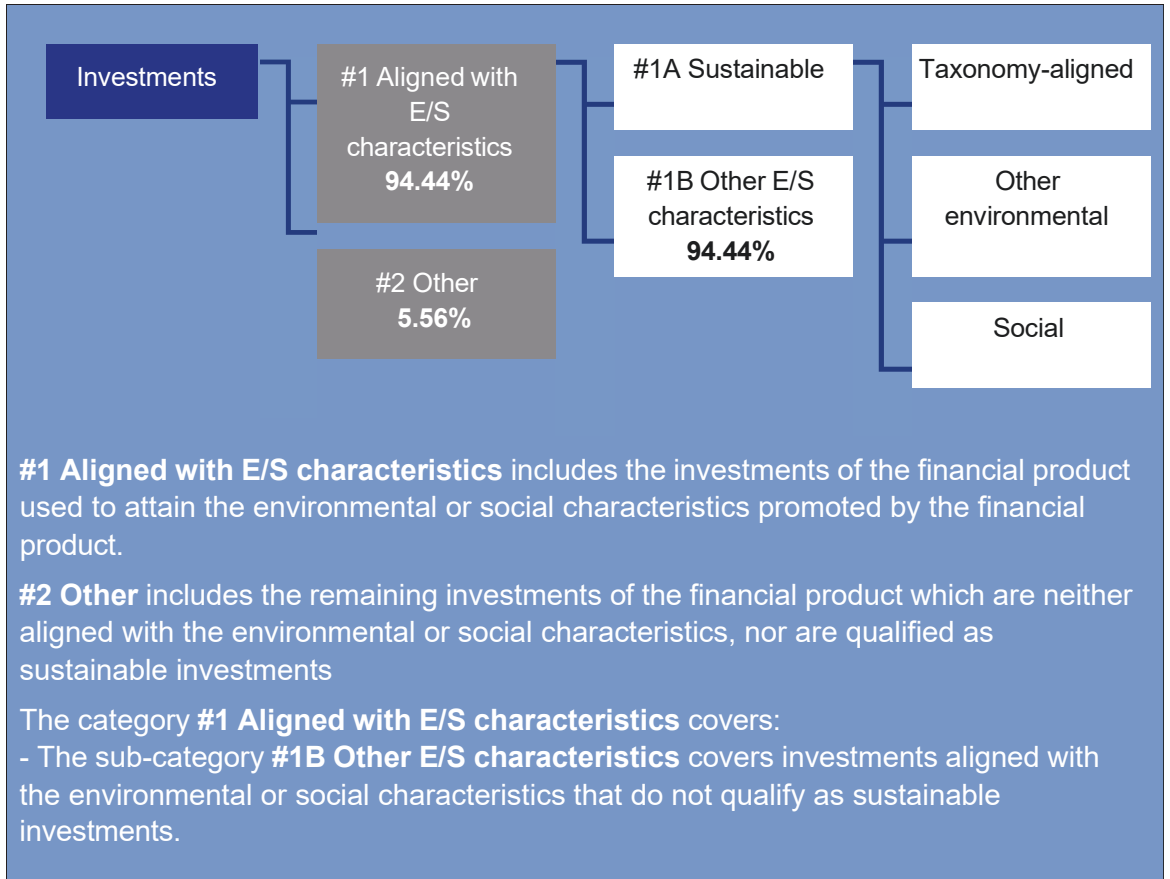 Investments
#1 Aligned with
E/S
characteristics
94.44%
#2 Other
5.56%
#1A Sustainable
#1B Other E/S
characteristics
94.44%
Taxonomy-aligned
Other
environmental
Social
#1 Aligned with E/S characteristics includes the investments of the financial product
used to attain the environmental or social characteristics promoted by the financial
product.
#2 Other includes the remaining investments of the financial product which are neither
aligned with the environmental or social characteristics, nor are qualified as
sustainable investments
The category #1 Aligned with E/S characteristics covers:
- The sub-category #1B Other E/S characteristics covers investments aligned with
the environmental or social characteristics that do not qualify as sustainable
investments.